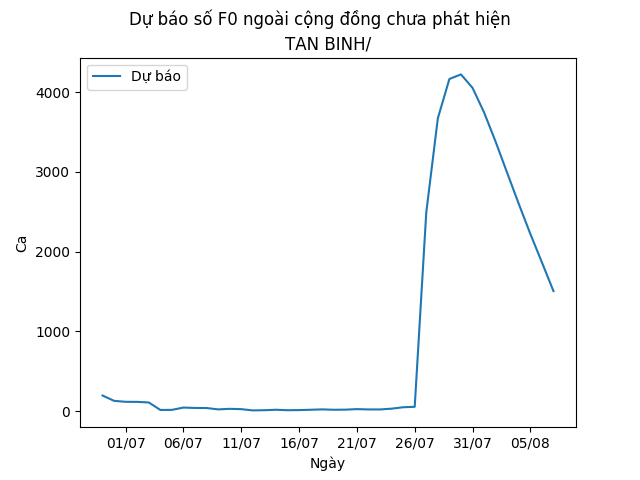 Dự báo số F0 ngoài cộng đồng chưa phát hiện
TAN BINH/
Dự báo
4000
3000
2000
1000
0
Ca
01/07 06/07 11/07 16/07 21/07 26/07 31/07 05/08
Ngày